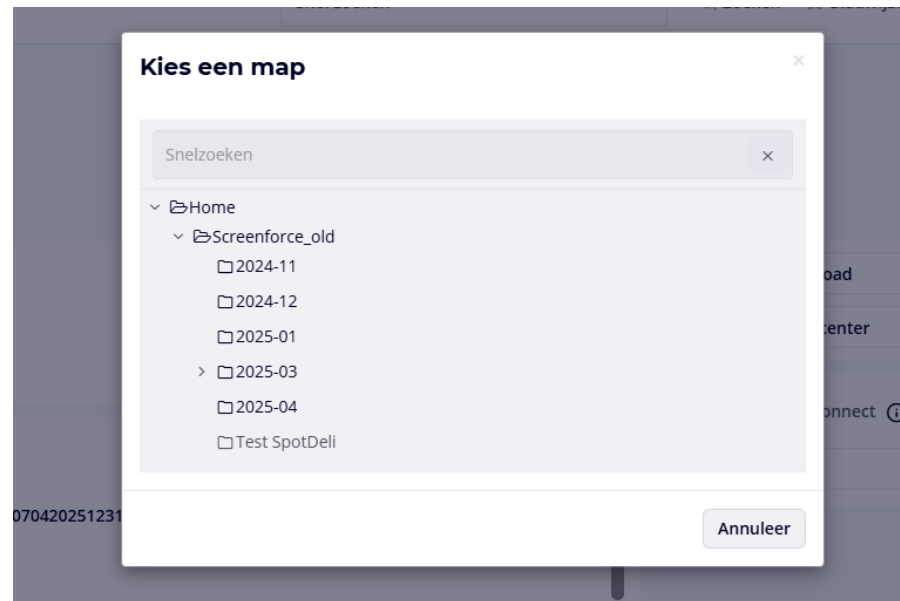 Kies een map
×
Snelzoeken
×
Home
Screenforce_old
2024-11
2024-12
2025-01
2025-03
2025-04
Test SpotDeli
Annuleer
oad
enter
onnect
070420251231